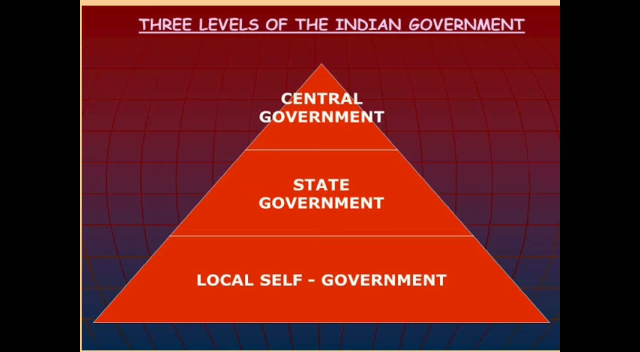 THREE LEVELS OF THE INDIAN GOVERNMENT
CENTRAL
GOVERNMENT
STATE
GOVERNMENT
LOCAL SELF - GOVERNMENT